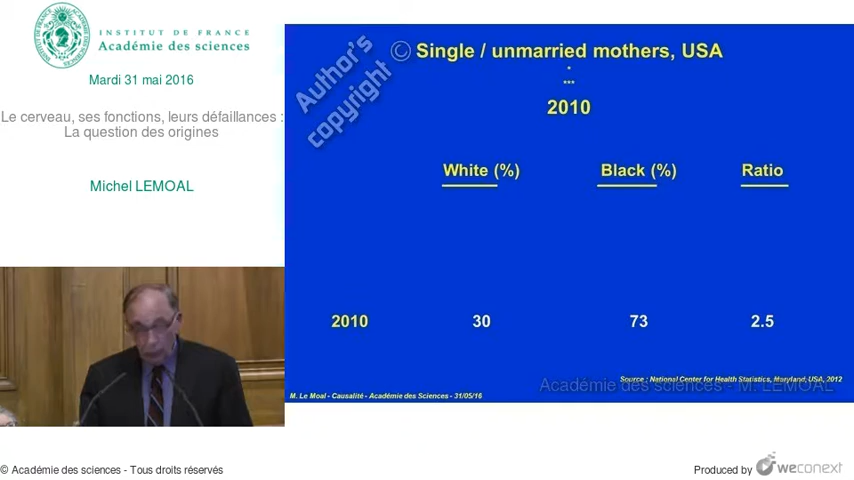 INSTITUT DE FRANCE
Académie des sciences
Mardi 31 mai 2016
Le cerveau, ses fonctions, leurs défaillances :
La question des origines
Michel LEMOAL
Author's
copyright
© Single / unmarried mothers, USA
*
***
2010
White (%) Black (%) Ratio
2010 30 73 2.5
Source : National Center for Health Statistics, Maryland, USA, 2012
Académie des sciences - M. LEMOAL
M. Le Moal - Causalité - Académie des Sciences - 31/05/16
© Académie des sciences - Tous droits réservés
Produced by weconext